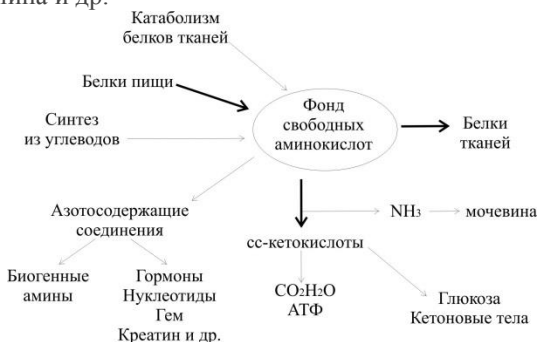 Катаболизм
белков тканей
Белки пищи
Синтез
из углеводов
Фонд
свободных
аминокислот
Белки
тканей
Азотосодержащие
соединения
NH₃
мочевина
сс-кетокислоты
Биогенные
амины
Гормоны
Нуклеотиды
Гем
Креатин и др.
CO₂H₂O
АТФ
Глюкоза
Кетоновые тела